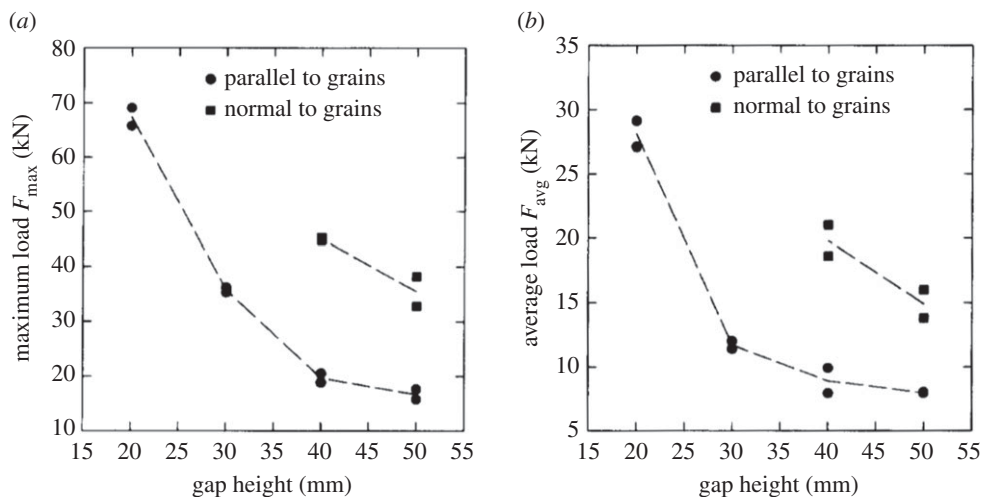 (a)
80
70
60
50
40
30
20
10
maximum load Fmax (kN)
parallel to grains
normal to grains
15 20 25 30 35 40 45 50 55
gap height (mm)
(b)
35
30
25
20
15
10
5
average load Favg (kN)
parallel to grains
normal to grains
15 20 25 30 35 40 45 50 55
gap height (mm)